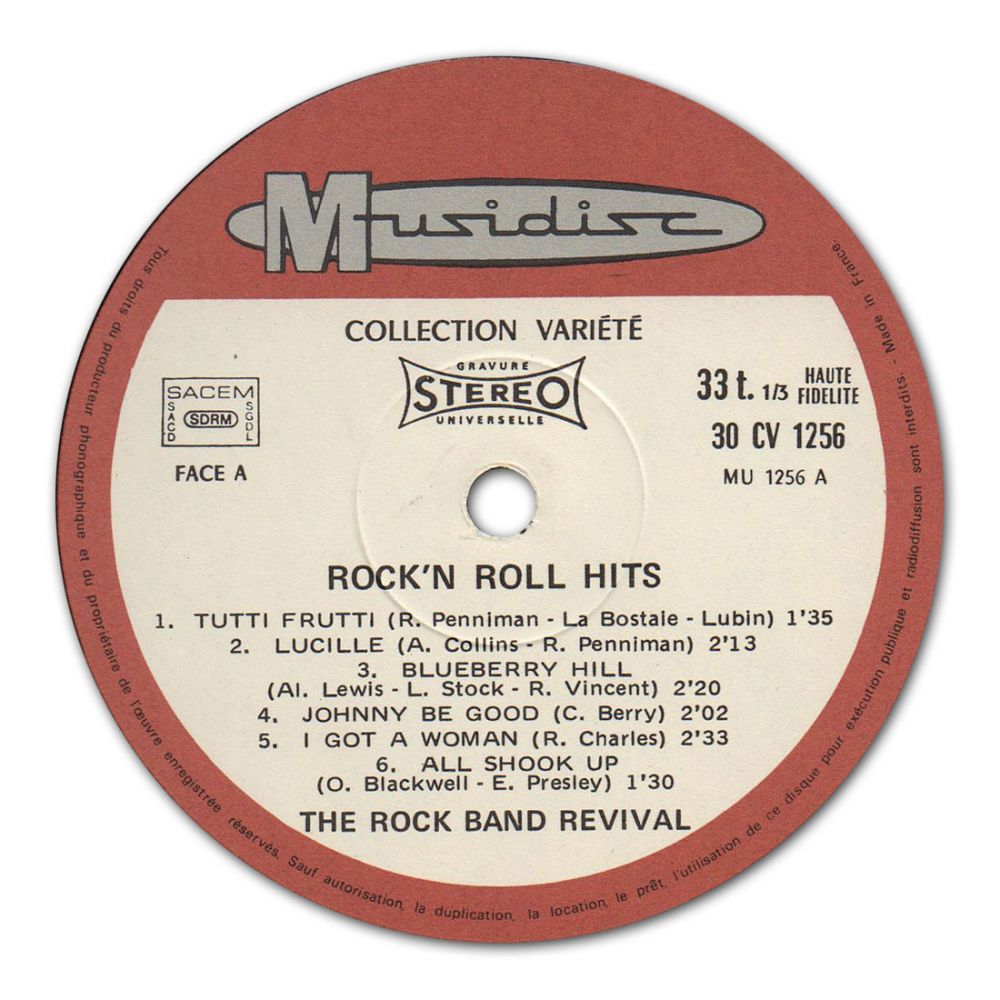 Musidisc
COLLECTION VARIÉTÉ
GRAVURE
STEREO
UNIVERSELLE
SACEM
SACD
SDRM
SGDL
FACE A
33 t. 1/3 HAUTE FIDELITE
30 CV 1256
MU 1256 A
ROCK'N ROLL HITS
1. TUTTI FRUTTI (R. Penniman - La Bostale - Lubin) 1'35
2. LUCILLE (A. Collins - R. Penniman) 2'13
3. BLUEBERRY HILL
(Al. Lewis - L. Stock - R. Vincent) 2'20
4. JOHNNY BE GOOD (C. Berry) 2'02
5. I GOT A WOMAN (R. Charles) 2'33
6. ALL SHOOK UP
(O. Blackwell - E. Presley) 1'30
THE ROCK BAND REVIVAL
Tous droits du producteur phonographique et du propriétaire de l'œuvre enregistrée réservés. Sauf autorisation, la duplication, la location, le prêt, l'utilisation de ce disque pour exécution publique et radiodiffusion sont interdits. - Made in France.